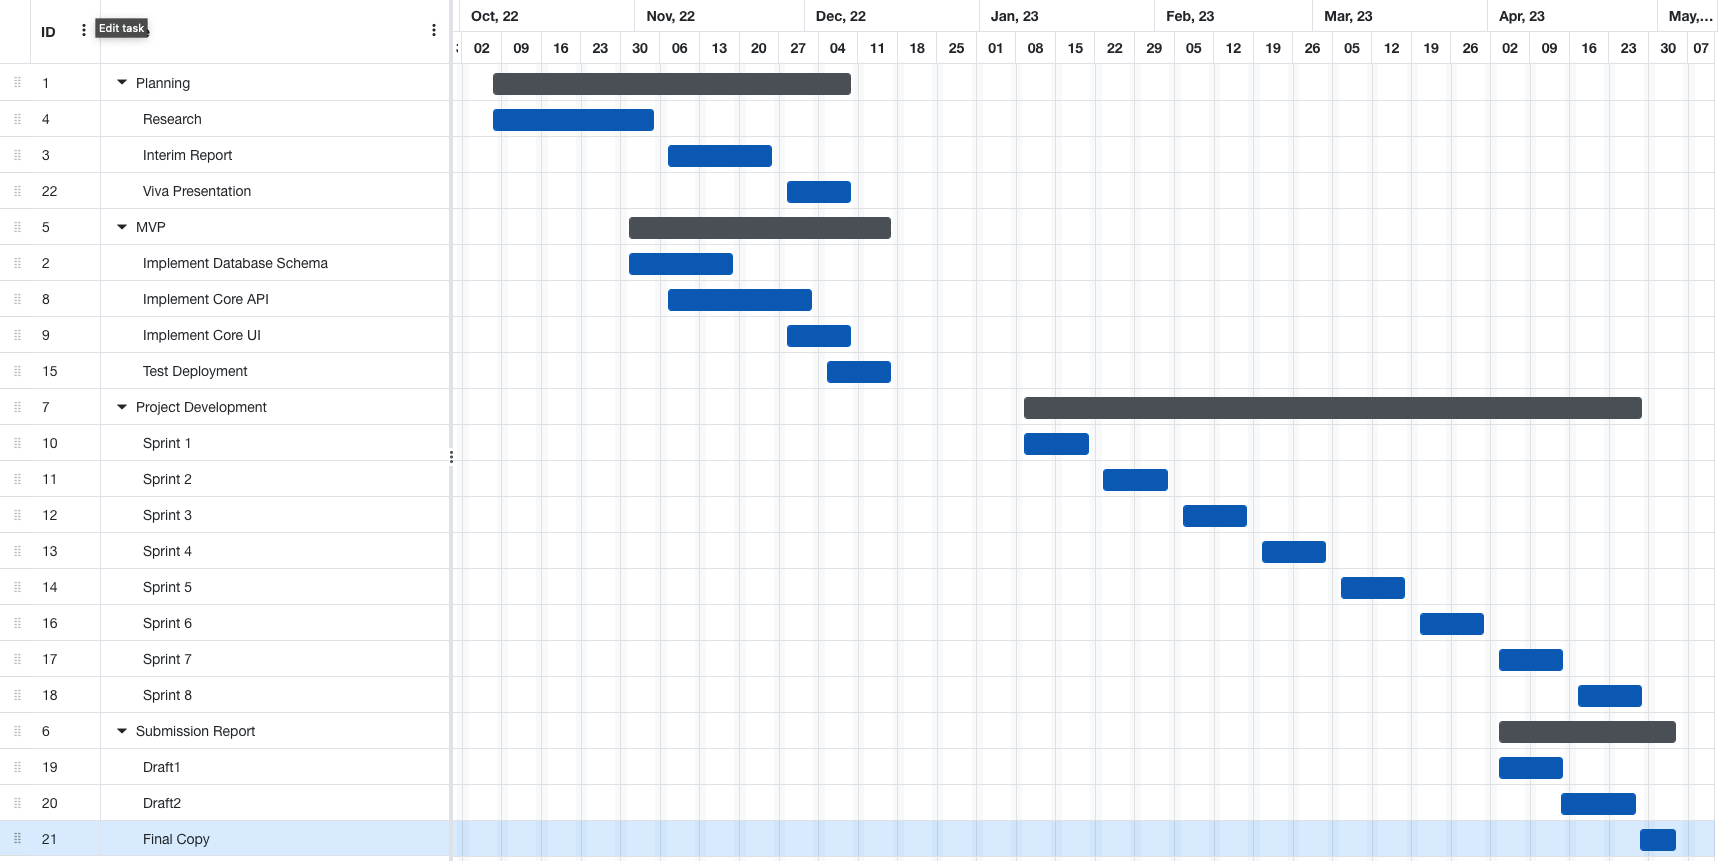 Oct, 22 Nov, 22 Dec, 22 Jan, 23 Feb, 23 Mar, 23 Apr, 23 May,...
ID Edit task
02 09 16 23 30 06 13 20 27 04 11 18 25 01 08 15 22 29 05 12 19 26 05 12 19 26 02 09 16 23 30 07
1 Planning
4 Research
3 Interim Report
22 Viva Presentation
5 MVP
2 Implement Database Schema
8 Implement Core API
9 Implement Core UI
15 Test Deployment
7 Project Development
10 Sprint 1
11 Sprint 2
12 Sprint 3
13 Sprint 4
14 Sprint 5
16 Sprint 6
17 Sprint 7
18 Sprint 8
6 Submission Report
19 Draft1
20 Draft2
21 Final Copy